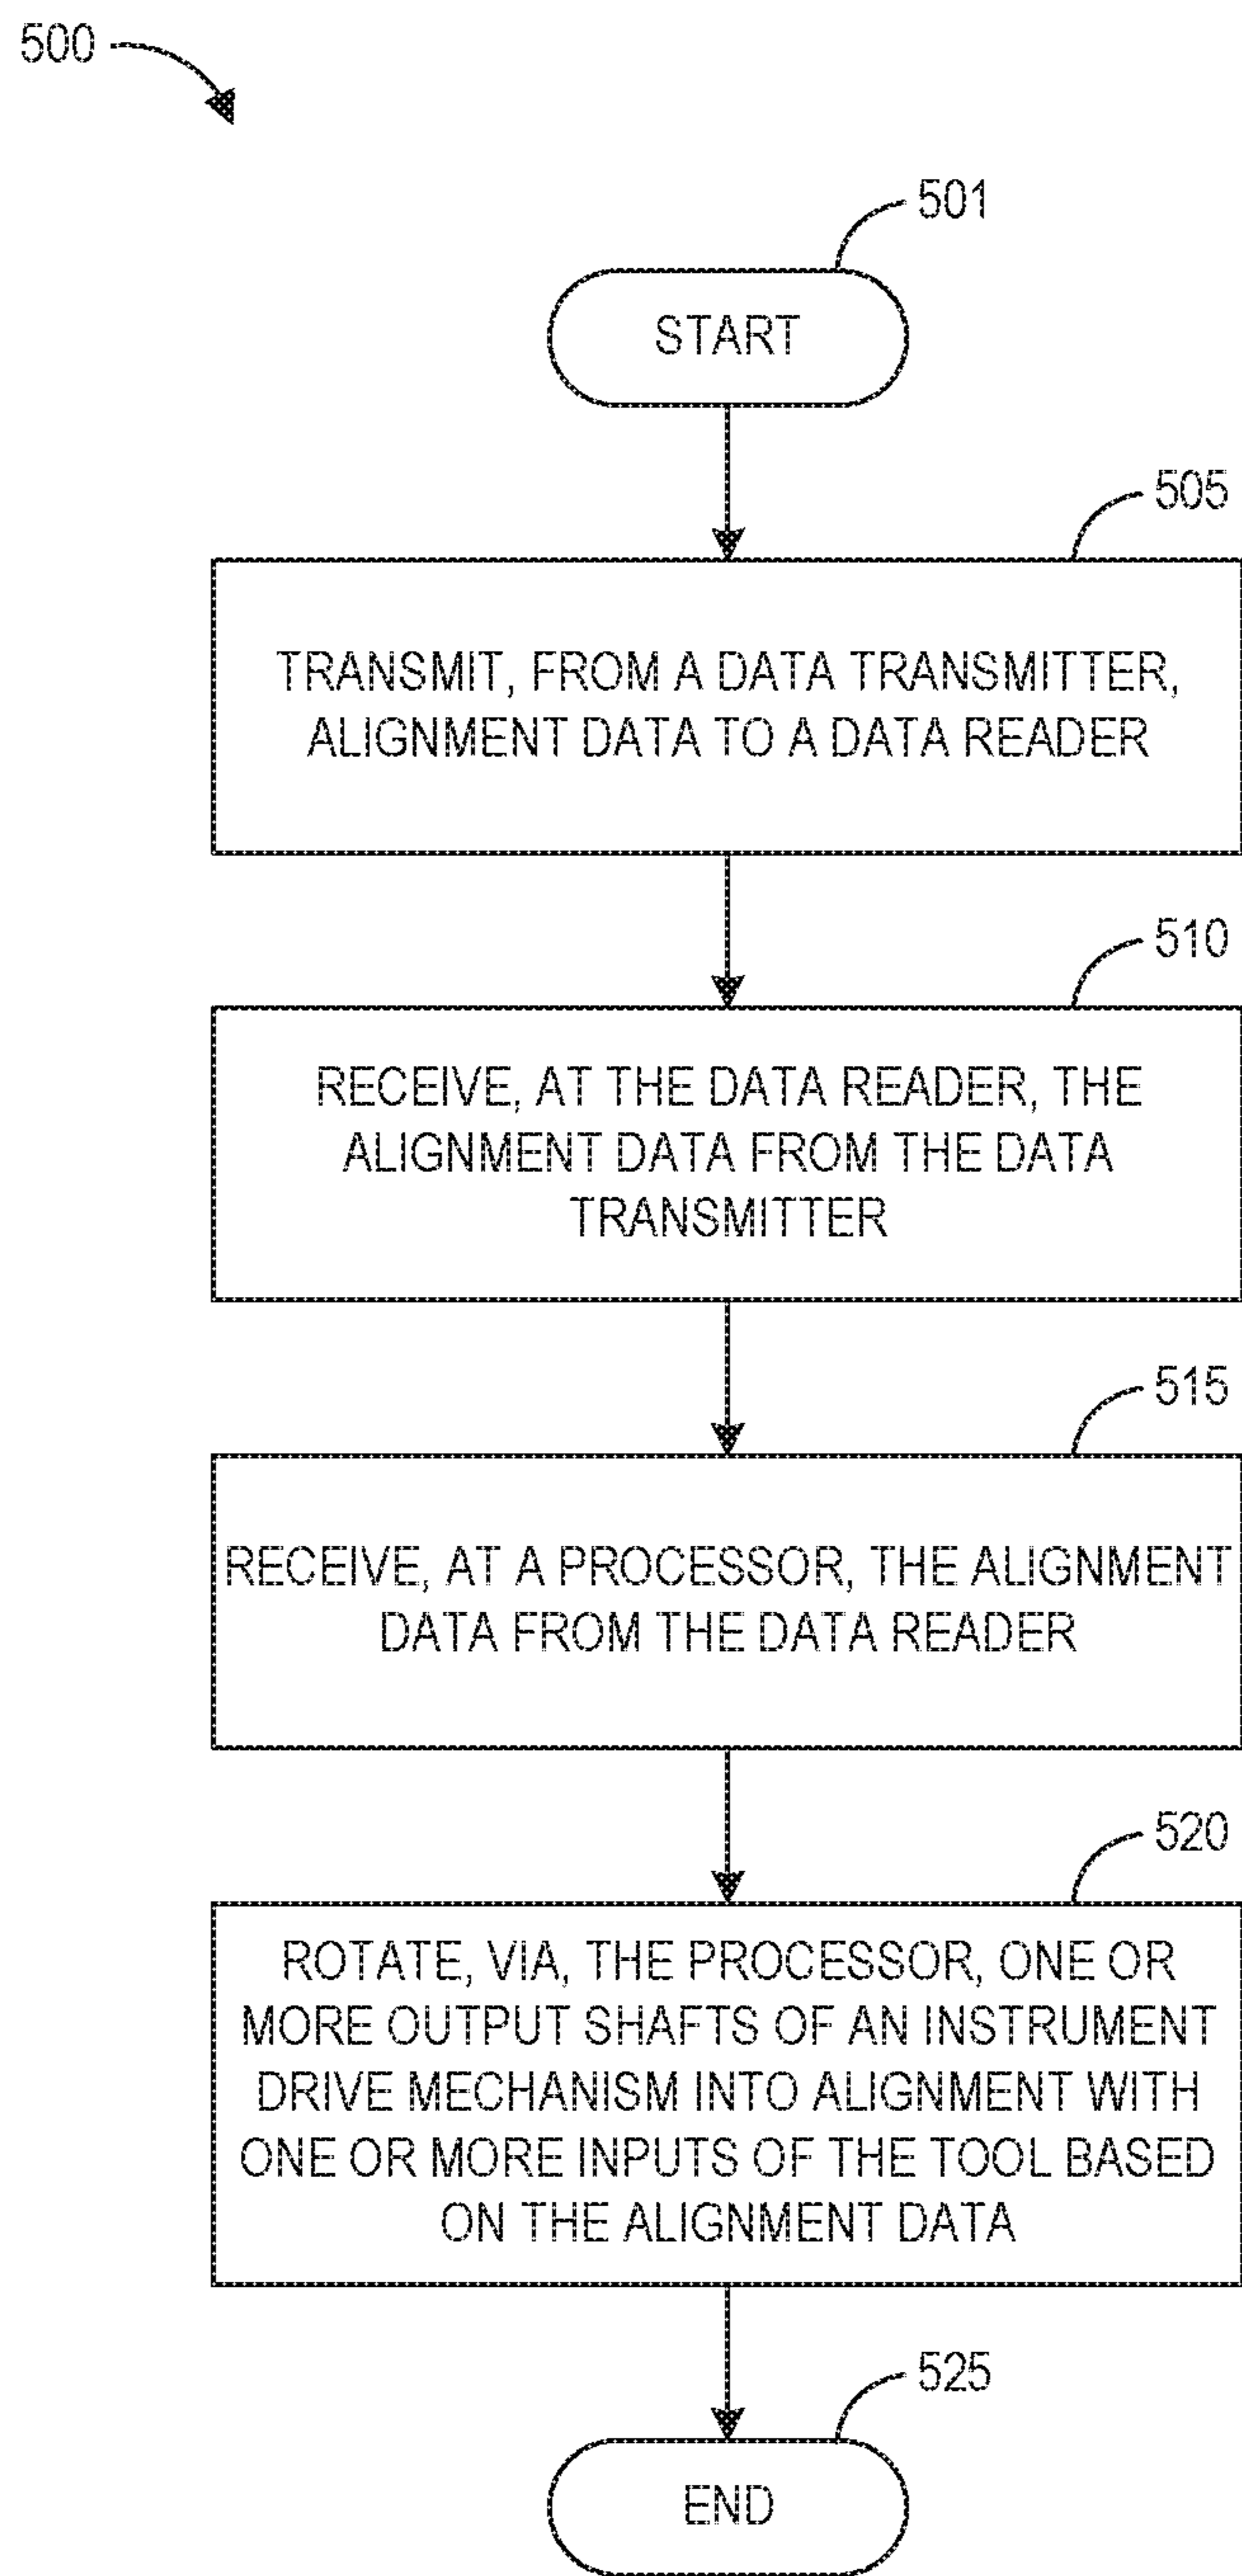 500
501
START
505
TRANSMIT, FROM A DATA TRANSMITTER,
ALIGNMENT DATA TO A DATA READER
510
RECEIVE, AT THE DATA READER, THE
ALIGNMENT DATA FROM THE DATA
TRANSMITTER
515
RECEIVE, AT A PROCESSOR, THE ALIGNMENT
DATA FROM THE DATA READER
520
ROTATE, VIA, THE PROCESSOR, ONE OR
MORE OUTPUT SHAFTS OF AN INSTRUMENT
DRIVE MECHANISM INTO ALIGNMENT WITH
ONE OR MORE INPUTS OF THE TOOL BASED
ON THE ALIGNMENT DATA
525
END